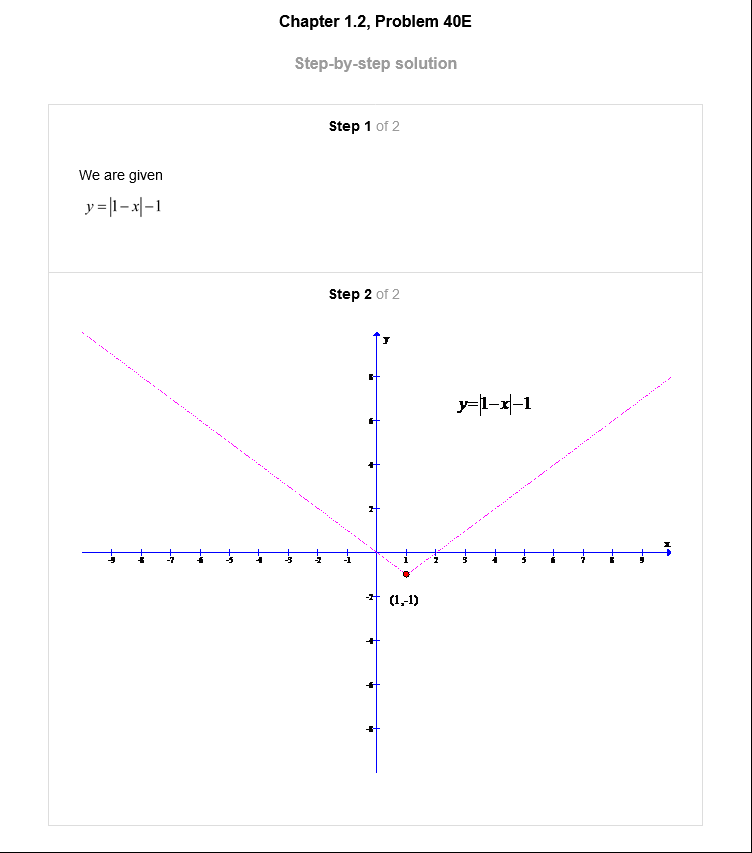 Chapter 1.2, Problem 40E
Step-by-step solution
Step 1 of 2
We are given
y=|1−x|−1
Step 2 of 2
y
8
y=|1−x|−1
6
4
2
x
-9 -8 -7 -6 -5 -4 -3 -2 -1 1 2 3 4 5 6 7 8 9
-2
(1,-1)
-4
-6
-8